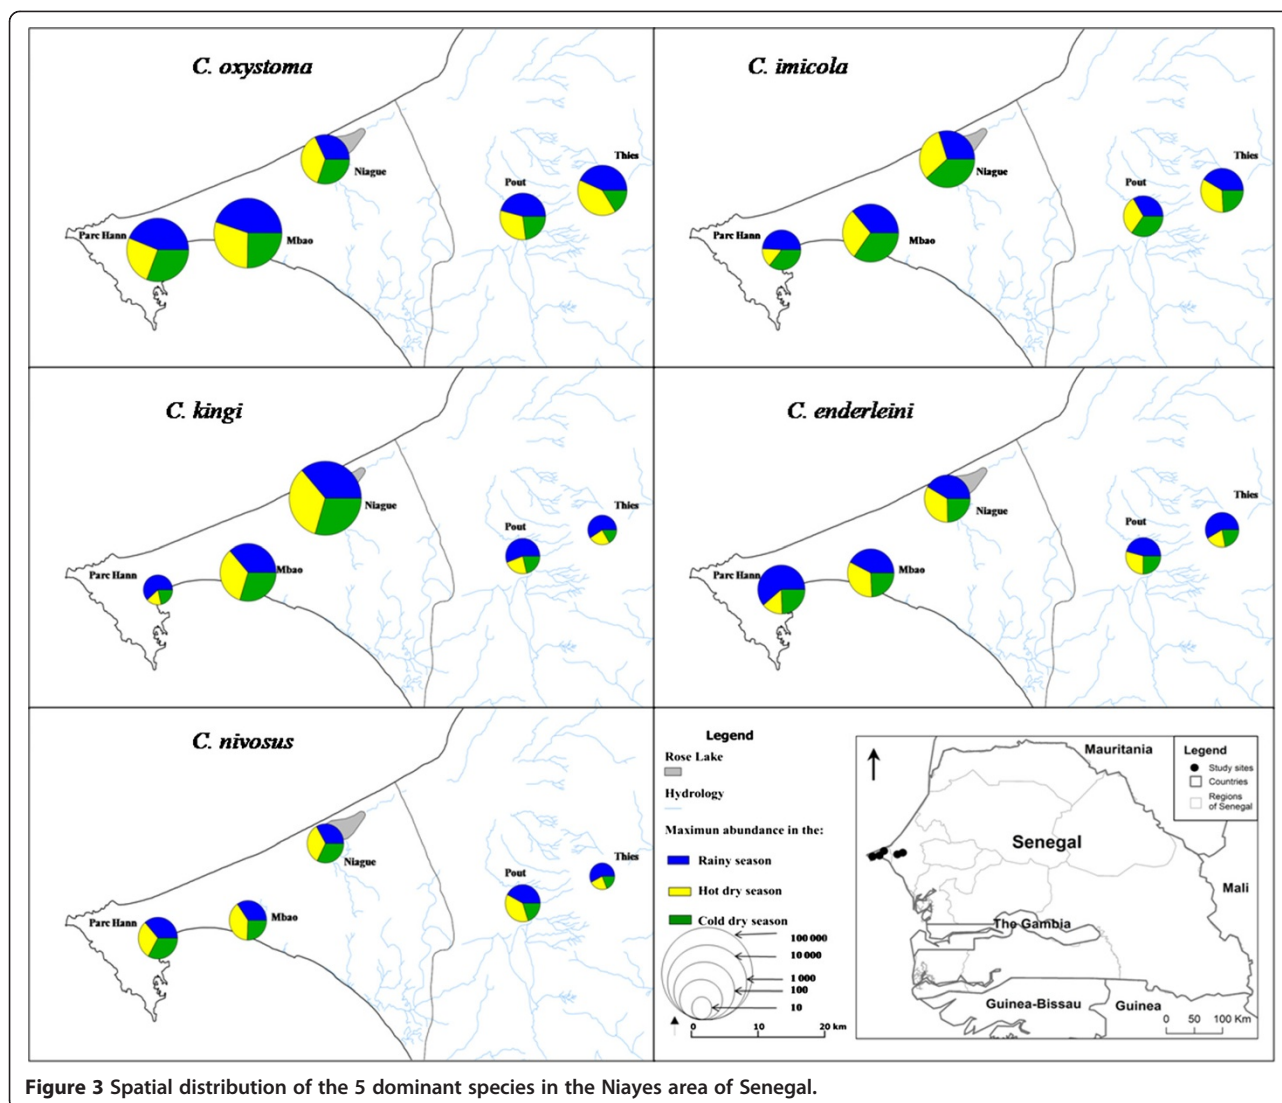 C. oxystoma
Niague
Thies
Pout
Parc Hann
Mbao
C. imicola
Niague
Thies
Pout
Parc Hann
Mbao
C. kingi
Niague
Thies
Pout
Parc Hann
Mbao
C. enderleini
Niague
Thies
Pout
Parc Hann
Mbao
C. nivosus
Niague
Thies
Pout
Parc Hann
Mbao
Legend
Rose Lake
Hydrology
Maximun abundance in the:
Rainy season
Hot dry season
Cold dry season
100 000
10 000
1 000
100
10
0 10 20 km
Mauritania
Legend
Study sites
Countries
Regions
of Senegal
Senegal
Mali
The Gambia
Guinea-Bissau
Guinea
0 50 100 Km
Figure 3 Spatial distribution of the 5 dominant species in the Niayes area of Senegal.